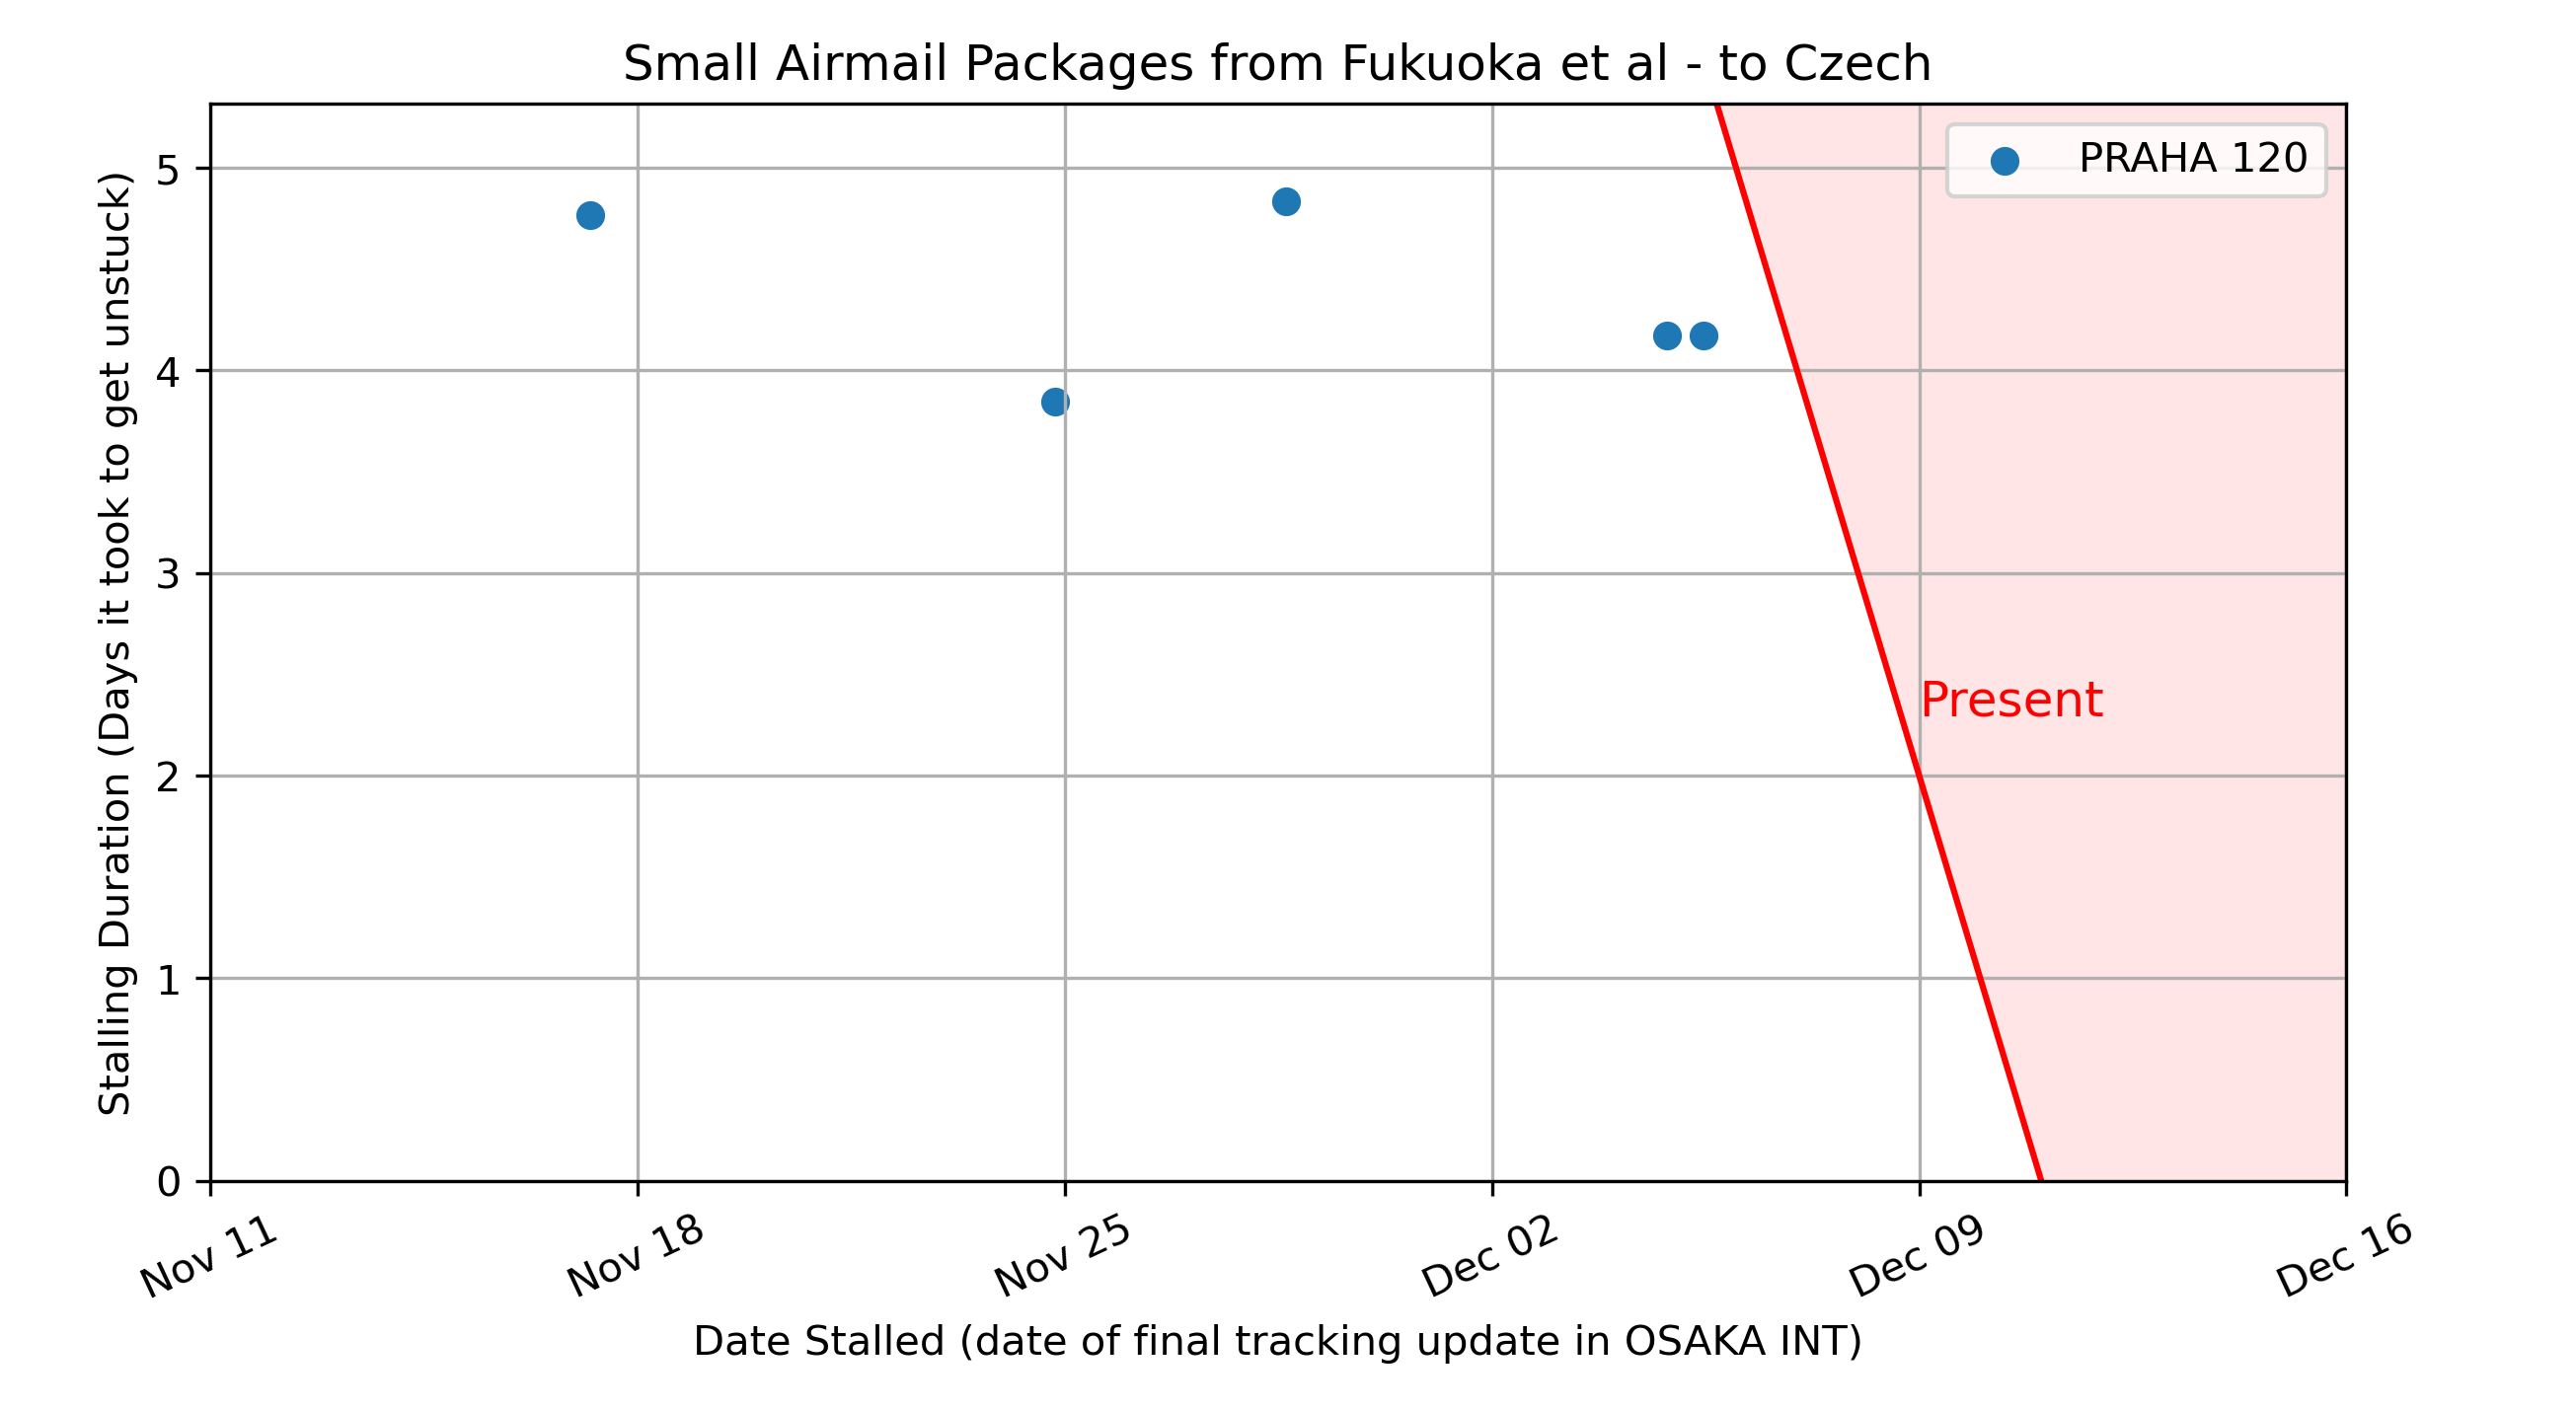 Small Airmail Packages from Fukuoka et al - to Czech
PRAHA 120
Stalling Duration (Days it took to get unstuck)
5
4
3
2
1
0
Present
Nov 11
Nov 18
Nov 25
Dec 02
Dec 09
Dec 16
Date Stalled (date of final tracking update in OSAKA INT)